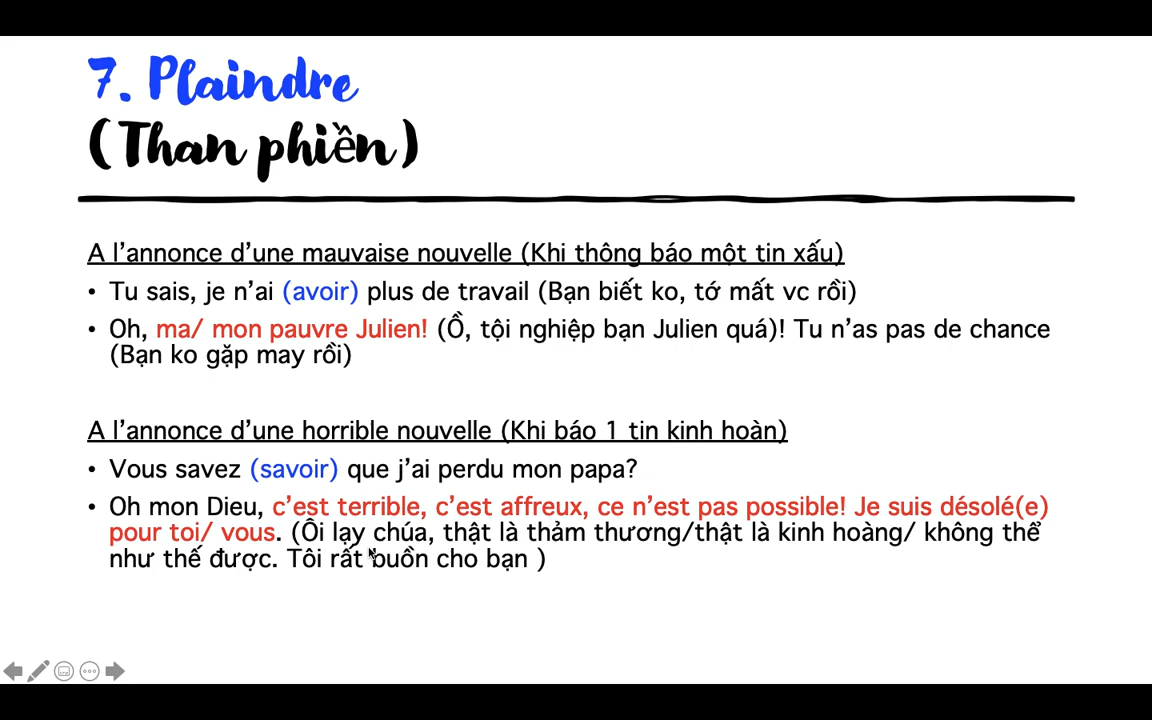 7. Plaindre
(Than phiền)
A l’annonce d’une mauvaise nouvelle (Khi thông báo một tin xấu)
• Tu sais, je n’ai (avoir) plus de travail (Bạn biết ko, tớ mất vc rồi)
• Oh, ma/ mon pauvre Julien! (Ồ, tội nghiệp bạn Julien quá)! Tu n’as pas de chance
(Bạn ko gặp may rồi)
A l’annonce d’une horrible nouvelle (Khi báo 1 tin kinh hoàn)
• Vous savez (savoir) que j’ai perdu mon papa?
• Oh mon Dieu, c’est terrible, c’est affreux, ce n’est pas possible! Je suis désolé(e)
pour toi/ vous. (Ôi lạy chúa, thật là thảm thương/thật là kinh hoàng/ không thể
như thế được. Tôi rất buồn cho bạn )